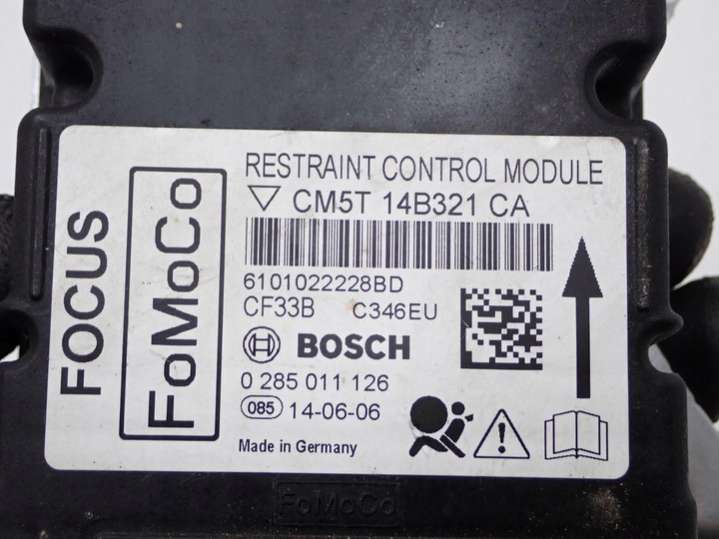 FOCUS
FoMoCo
RESTRAINT CONTROL MODULE
CM5T 14B321 CA
6101022228BD
CF33B C346EU
BOSCH
0 285 011 126
085 14-06-06
Made in Germany
FoMoCo